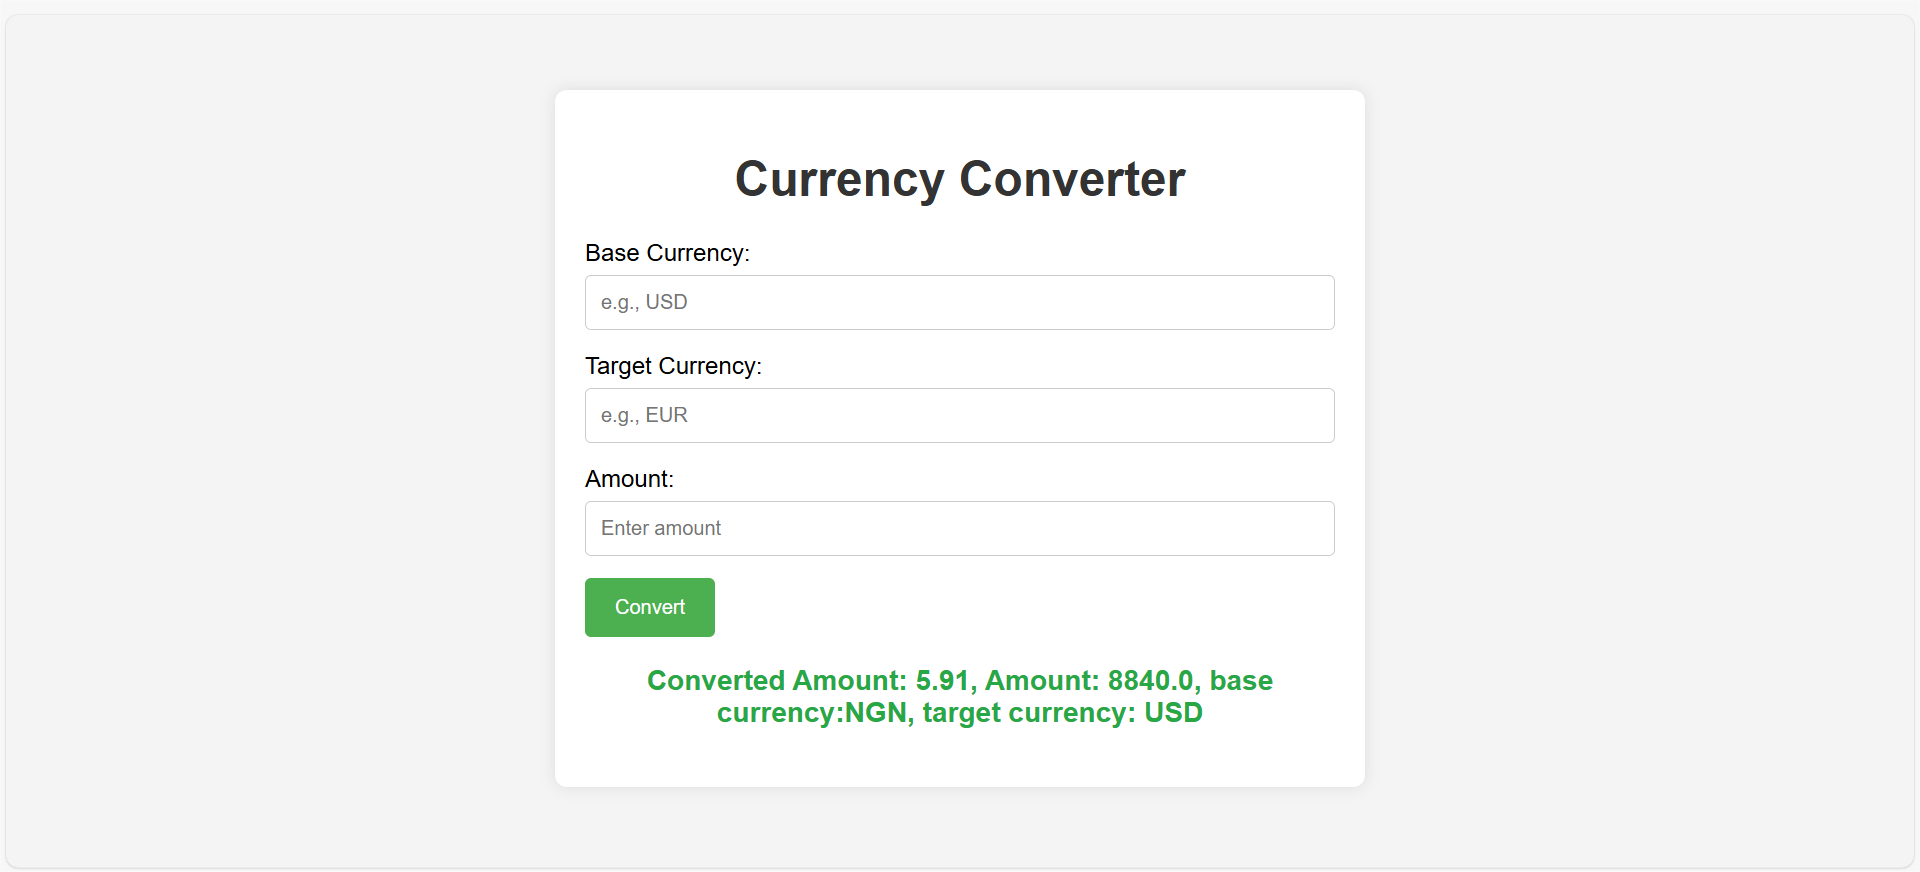 Currency Converter
Base Currency:
e.g., USD
Target Currency:
e.g., EUR
Amount:
Enter amount
Convert
Converted Amount: 5.91, Amount: 8840.0, base
currency:NGN, target currency: USD